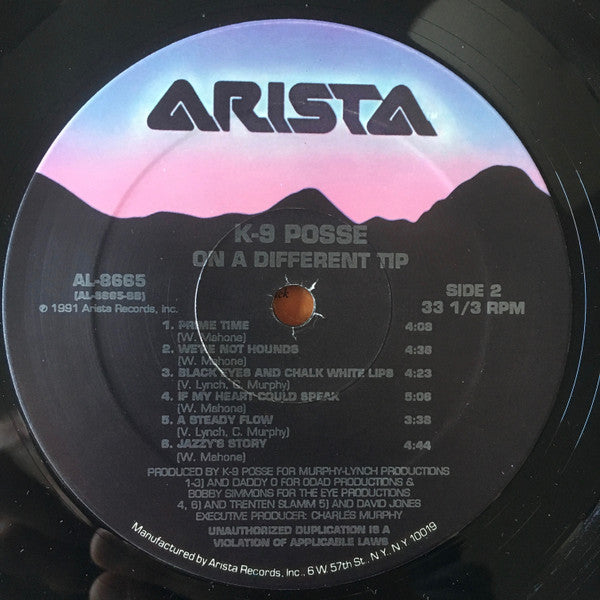 ARISTA
K-9 POSSE
ON A DIFFERENT TIP
AL-8665
(AL-8665-SB)
℗ 1991 Arista Records, Inc.
SIDE 2
33 1/3 RPM
1. PRIME TIME 4:08
(W. Mahone)
2. WE'RE NOT HOUNDS 4:36
(W. Mahone)
3. BLACK EYES AND CHALK WHITE LIPS 4:23
(V. Lynch, C. Murphy)
4. IF MY HEART COULD SPEAK 5:06
(W. Mahone)
5. A STEADY FLOW 3:38
(V. Lynch, C. Murphy)
6. JAZZY'S STORY 4:44
(W. Mahone)
PRODUCED BY K-9 POSSE FOR MURPHY-LYNCH PRODUCTIONS
1-3) AND DADDY O FOR ODAD PRODUCTIONS &
BOBBY SIMMONS FOR THE EYE PRODUCTIONS
4, 6) AND TRENTEN SLAMM 5) AND DAVID JONES
EXECUTIVE PRODUCER: CHARLES MURPHY
UNAUTHORIZED DUPLICATION IS A
VIOLATION OF APPLICABLE LAWS
Manufactured by Arista Records, Inc., 6 W. 57th St., N.Y., N.Y. 10019